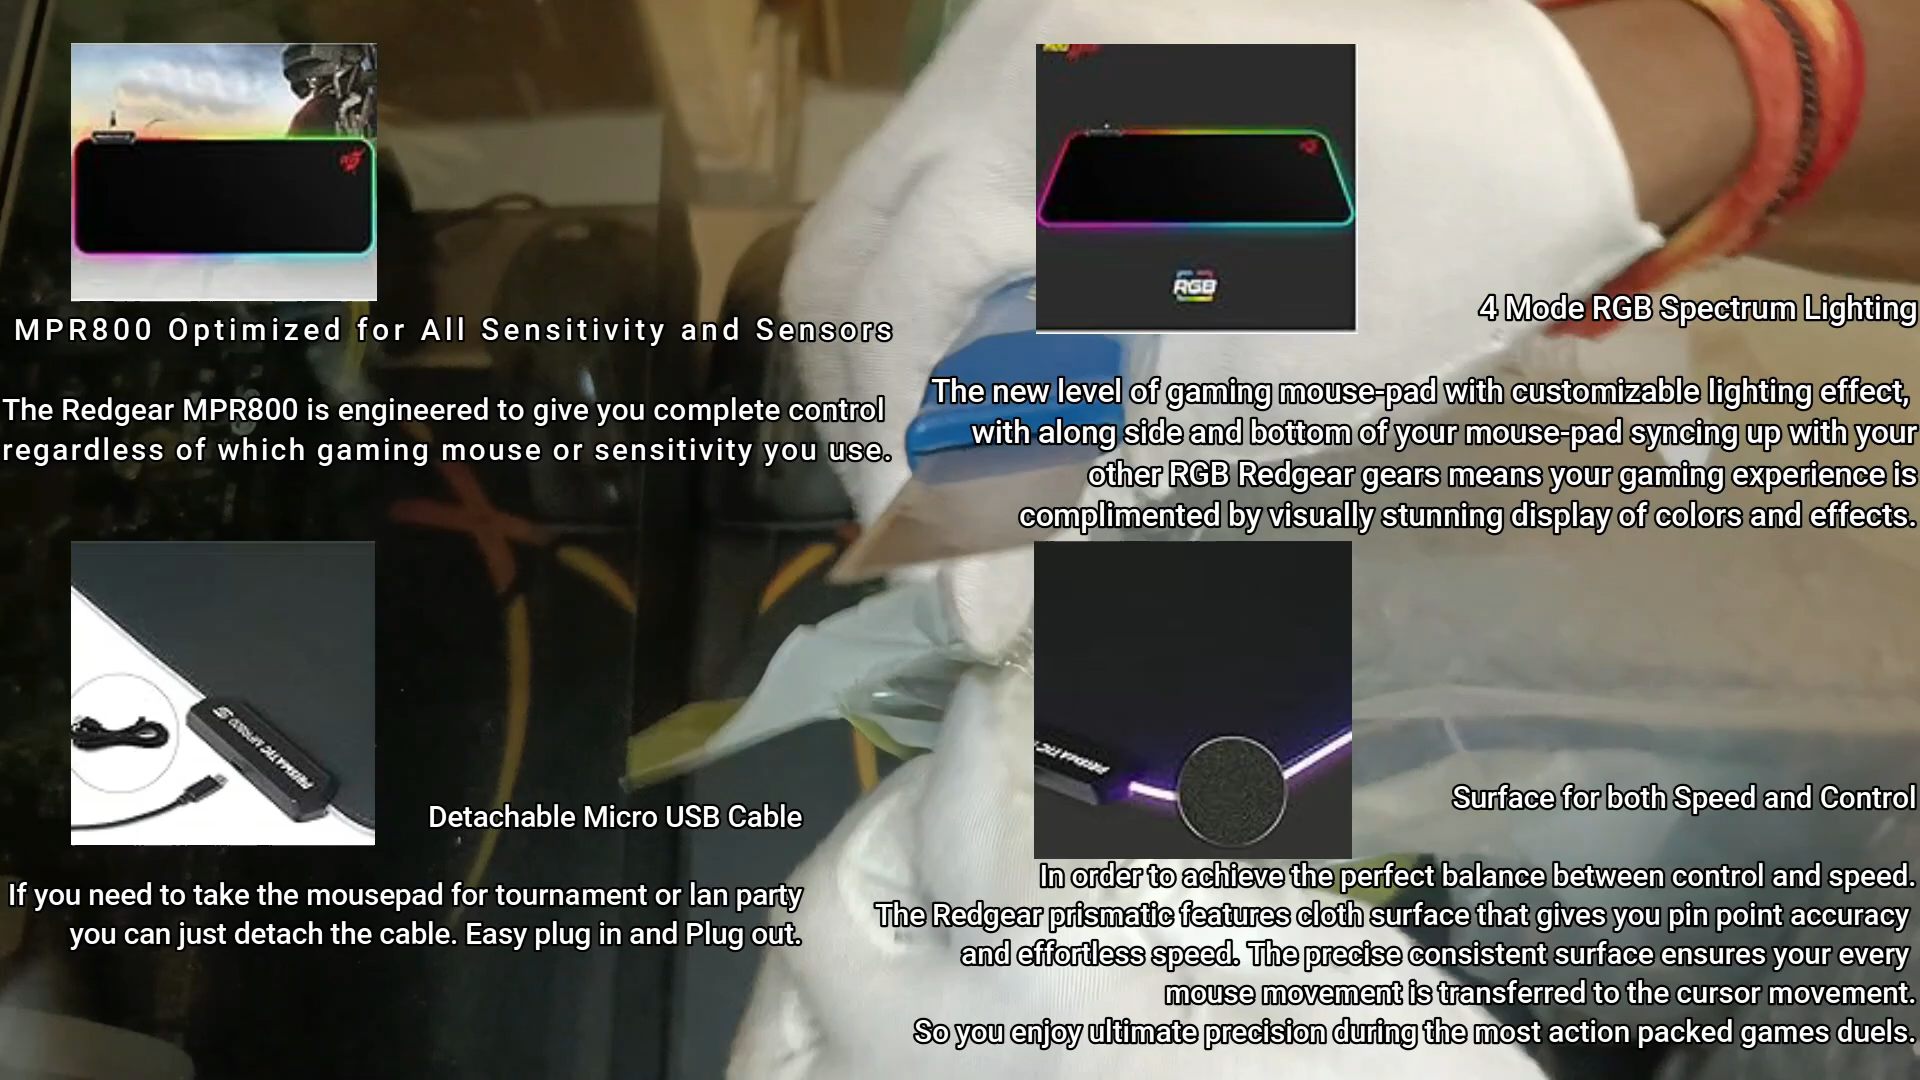 MPR800 Optimized for All Sensitivity and Sensors
The Redgear MPR800 is engineered to give you complete control
regardless of which gaming mouse or sensitivity you use.
RGB
4 Mode RGB Spectrum Lighting
The new level of gaming mouse-pad with customizable lighting effect,
with along side and bottom of your mouse-pad syncing up with your
other RGB Redgear gears means your gaming experience is
complimented by visually stunning display of colors and effects.
PRISMATIC MPR800
Detachable Micro USB Cable
If you need to take the mousepad for tournament or lan party
you can just detach the cable. Easy plug in and Plug out.
PRISMATIC
Surface for both Speed and Control
In order to achieve the perfect balance between control and speed.
The Redgear prismatic features cloth surface that gives you pin point accuracy
and effortless speed. The precise consistent surface ensures your every
mouse movement is transferred to the cursor movement.
So you enjoy ultimate precision during the most action packed games duels.